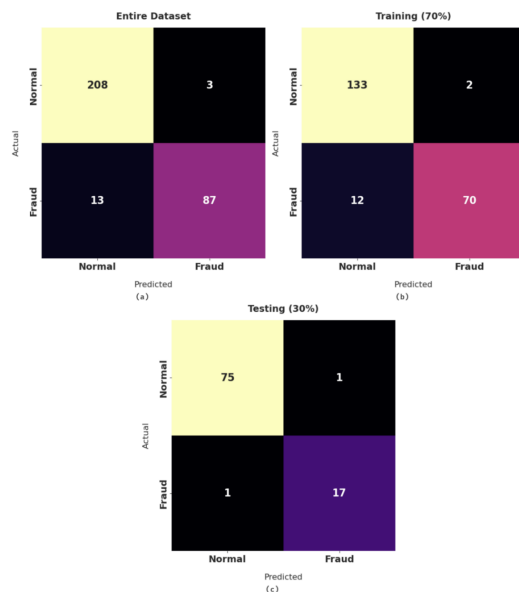 Entire Dataset
Normal
208
3
Actual
Fraud
13
87
Normal
Fraud
Predicted
(a)
Training (70%)
Normal
133
2
Actual
Fraud
12
70
Normal
Fraud
Predicted
(b)
Testing (30%)
Normal
75
1
Actual
Fraud
1
17
Normal
Fraud
Predicted
(c)